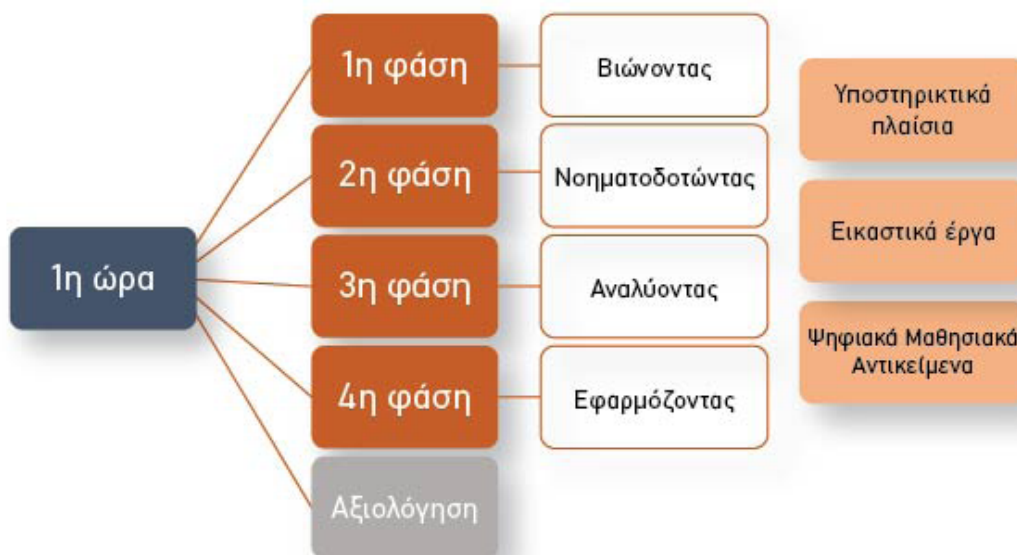 1η ώρα
1η φάση
Βιώνοντας
2η φάση
Νοηματοδοτώντας
3η φάση
Αναλύοντας
4η φάση
Εφαρμόζοντας
Αξιολόγηση
Υποστηρικτικά
πλαίσια
Εικαστικά έργα
Ψηφιακά Μαθησιακά
Αντικείμενα